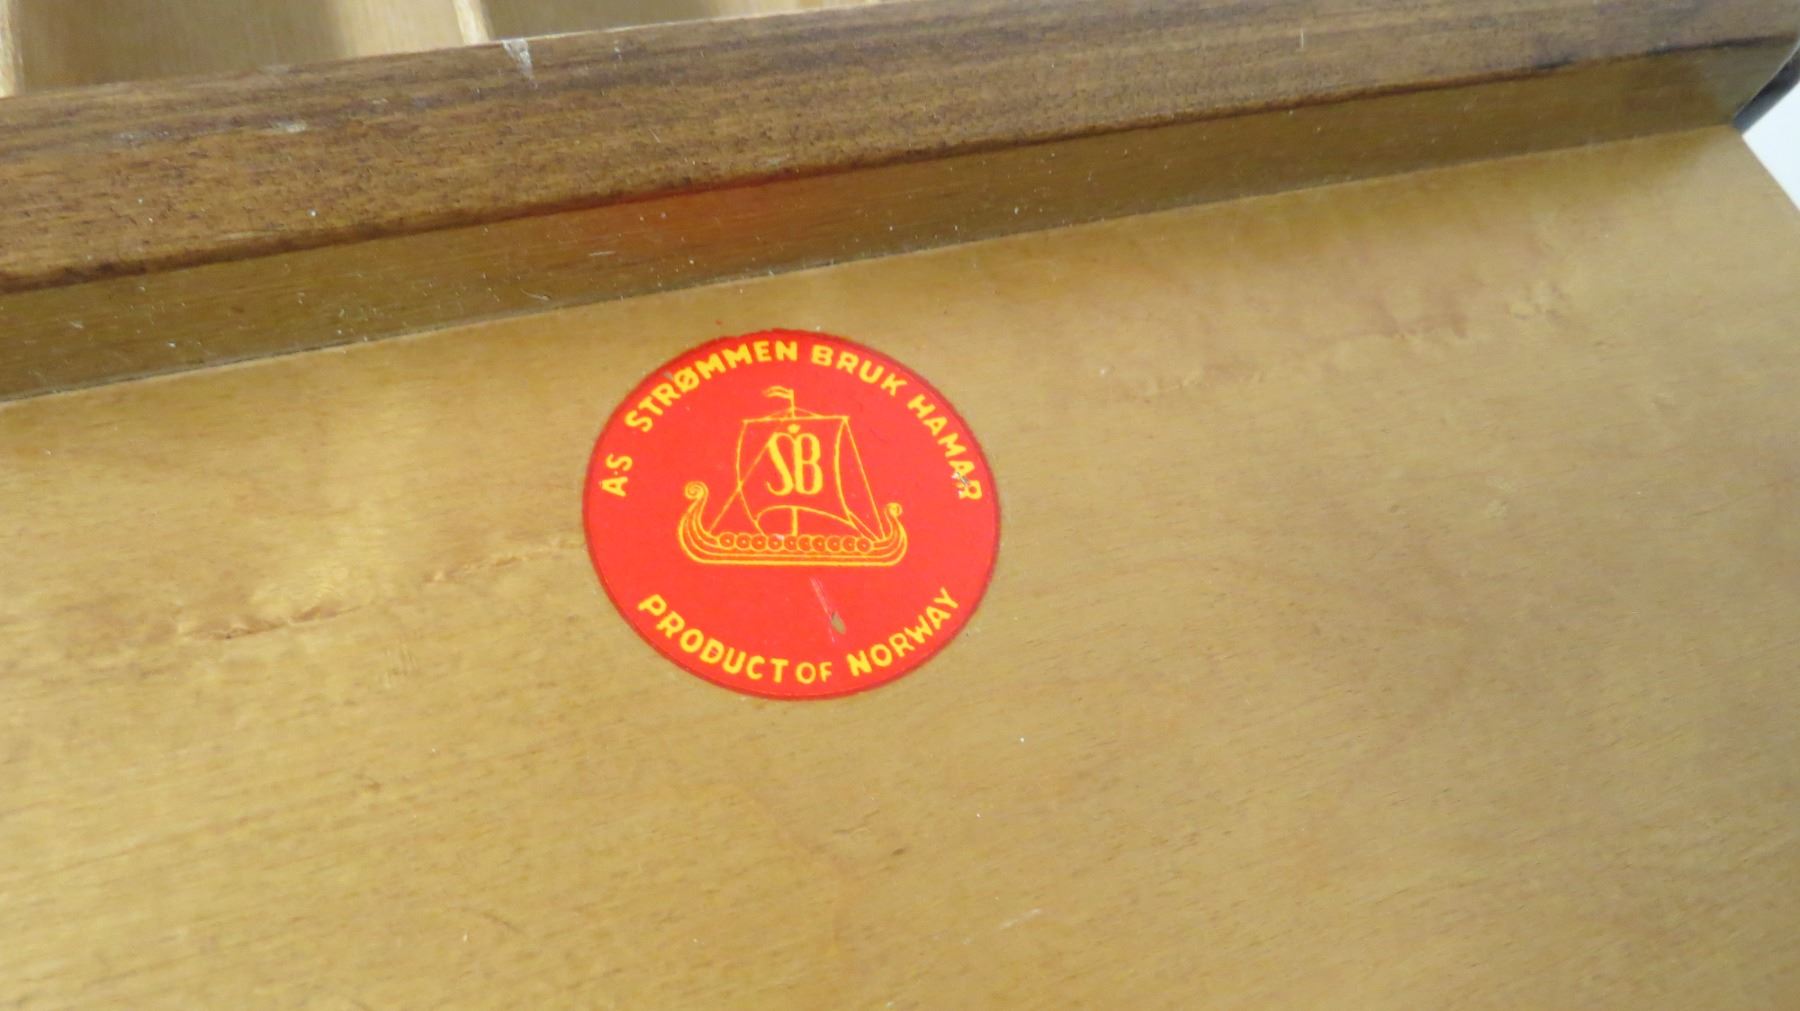 A·S STRØMMEN BRUK HAMAR
SB
PRODUCT OF NORWAY